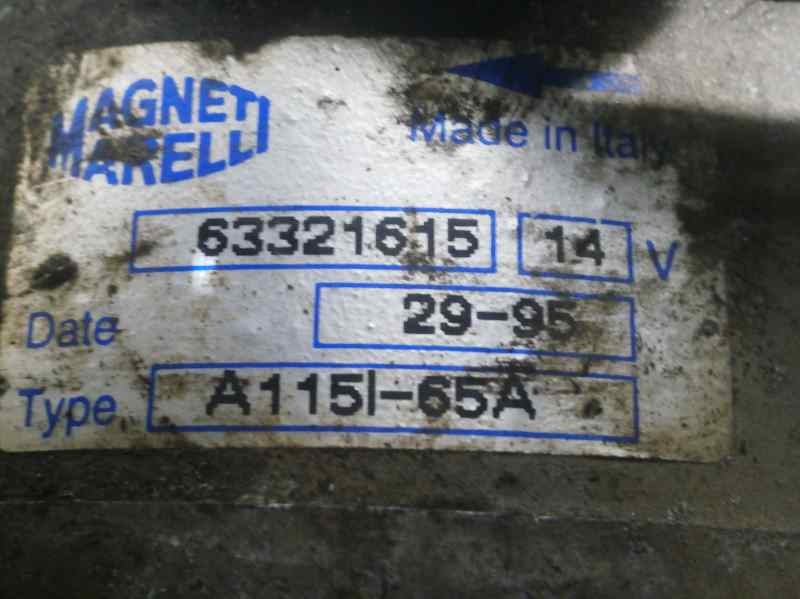 MAGNETI
MARELLI
Made in Italy
63321615 14 V
Date 29-95
Type A115I-65A